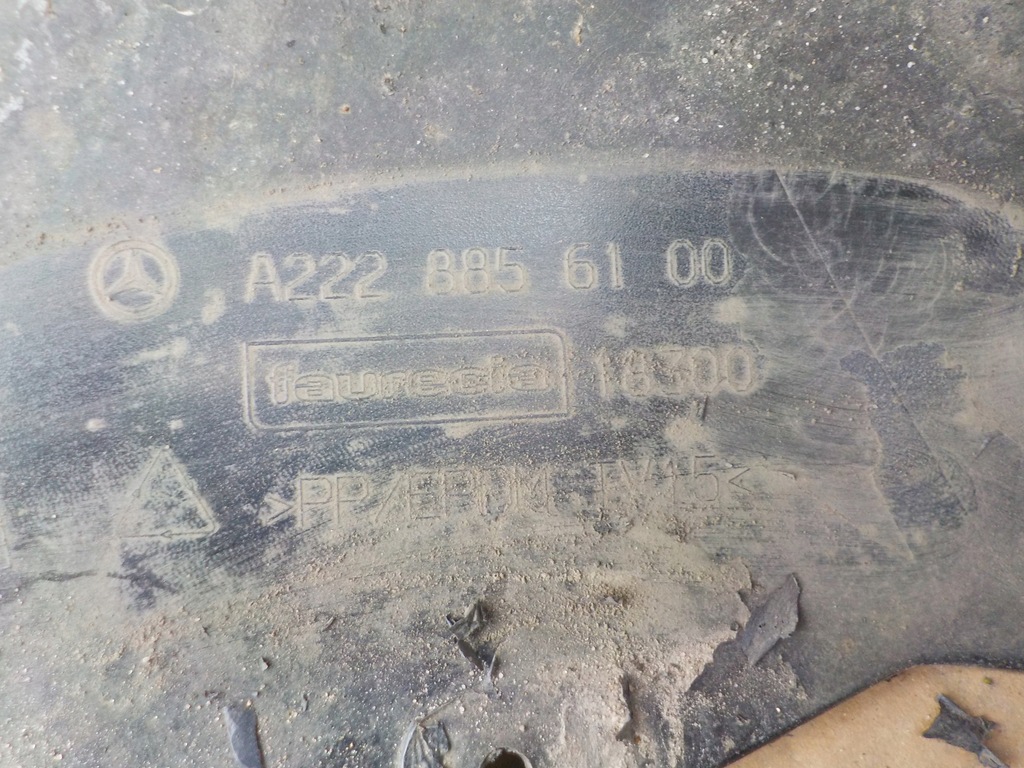 A222 885 61 00
faurecia 18300
>PP/EPDM TV15<